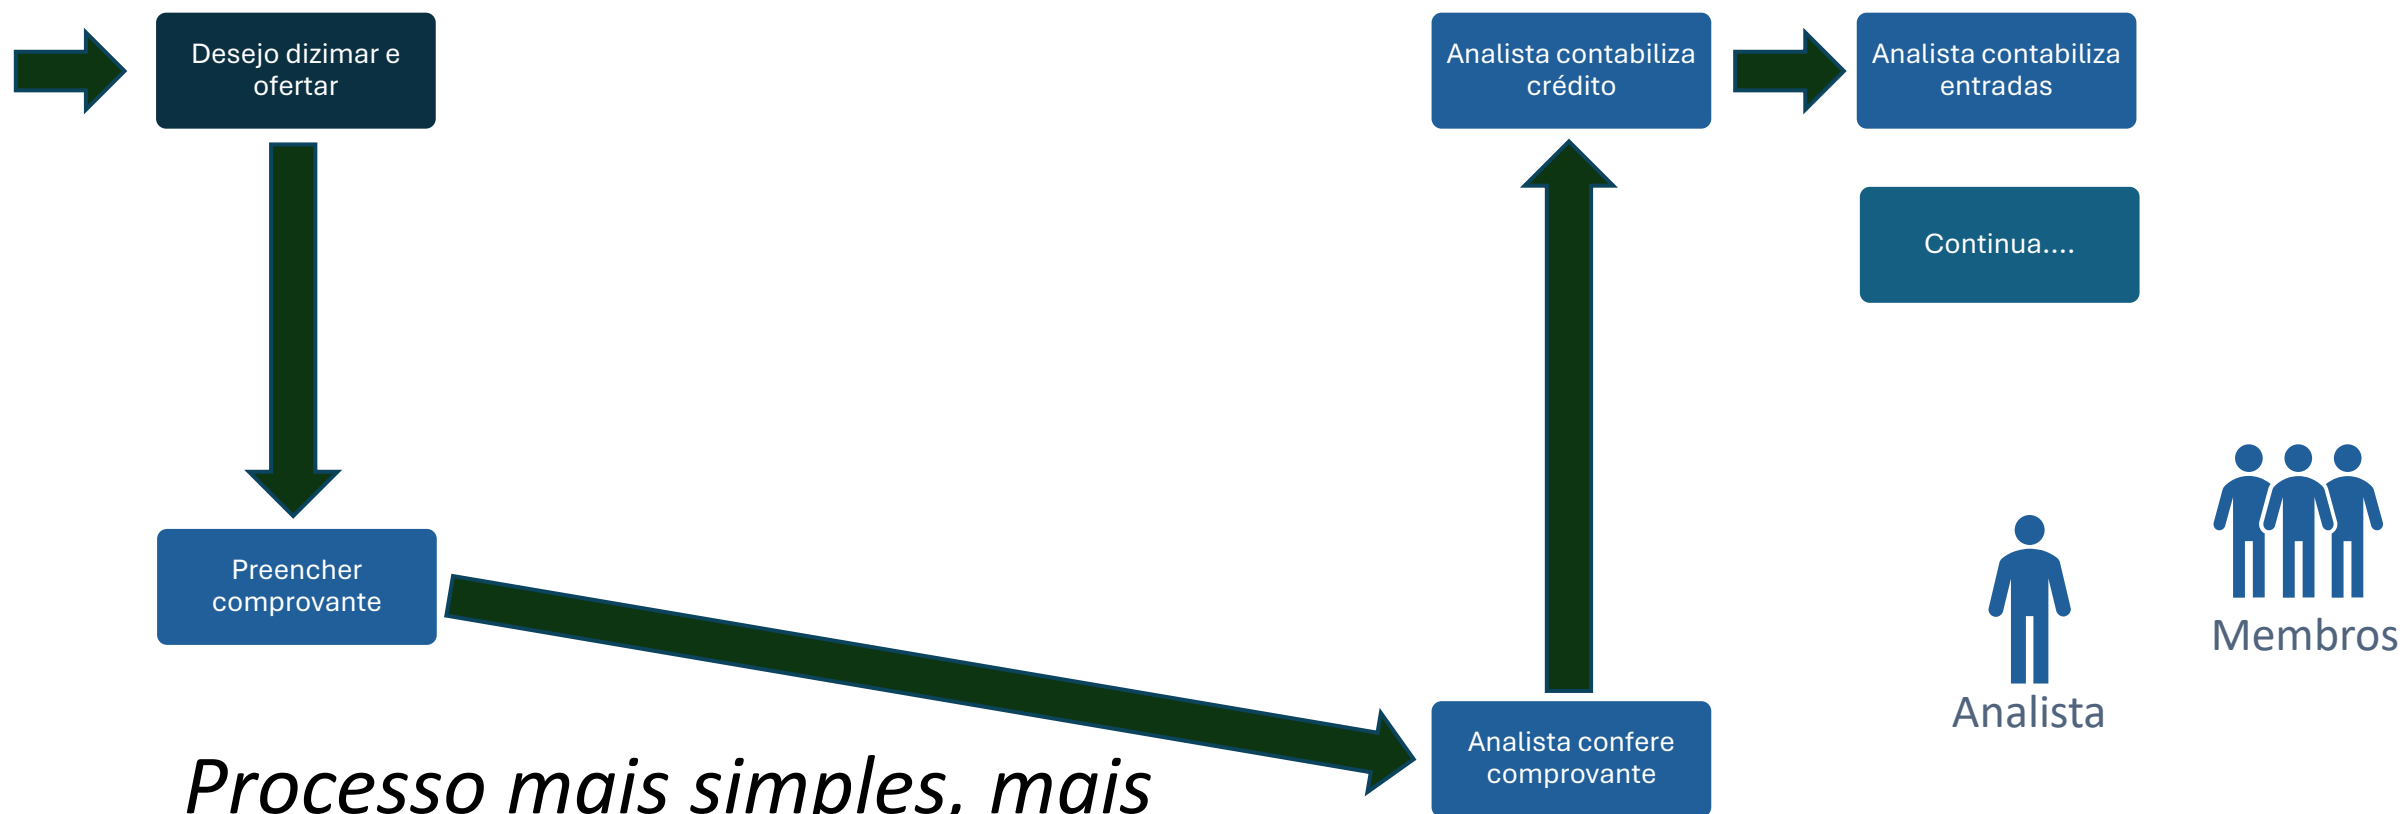 Desejo dizimar e
ofertar
Analista contabiliza
crédito
Analista contabiliza
entradas
Continua....
Preencher
comprovante
Membros
Analista
Analista confere
comprovante
Processo mais simples, mais